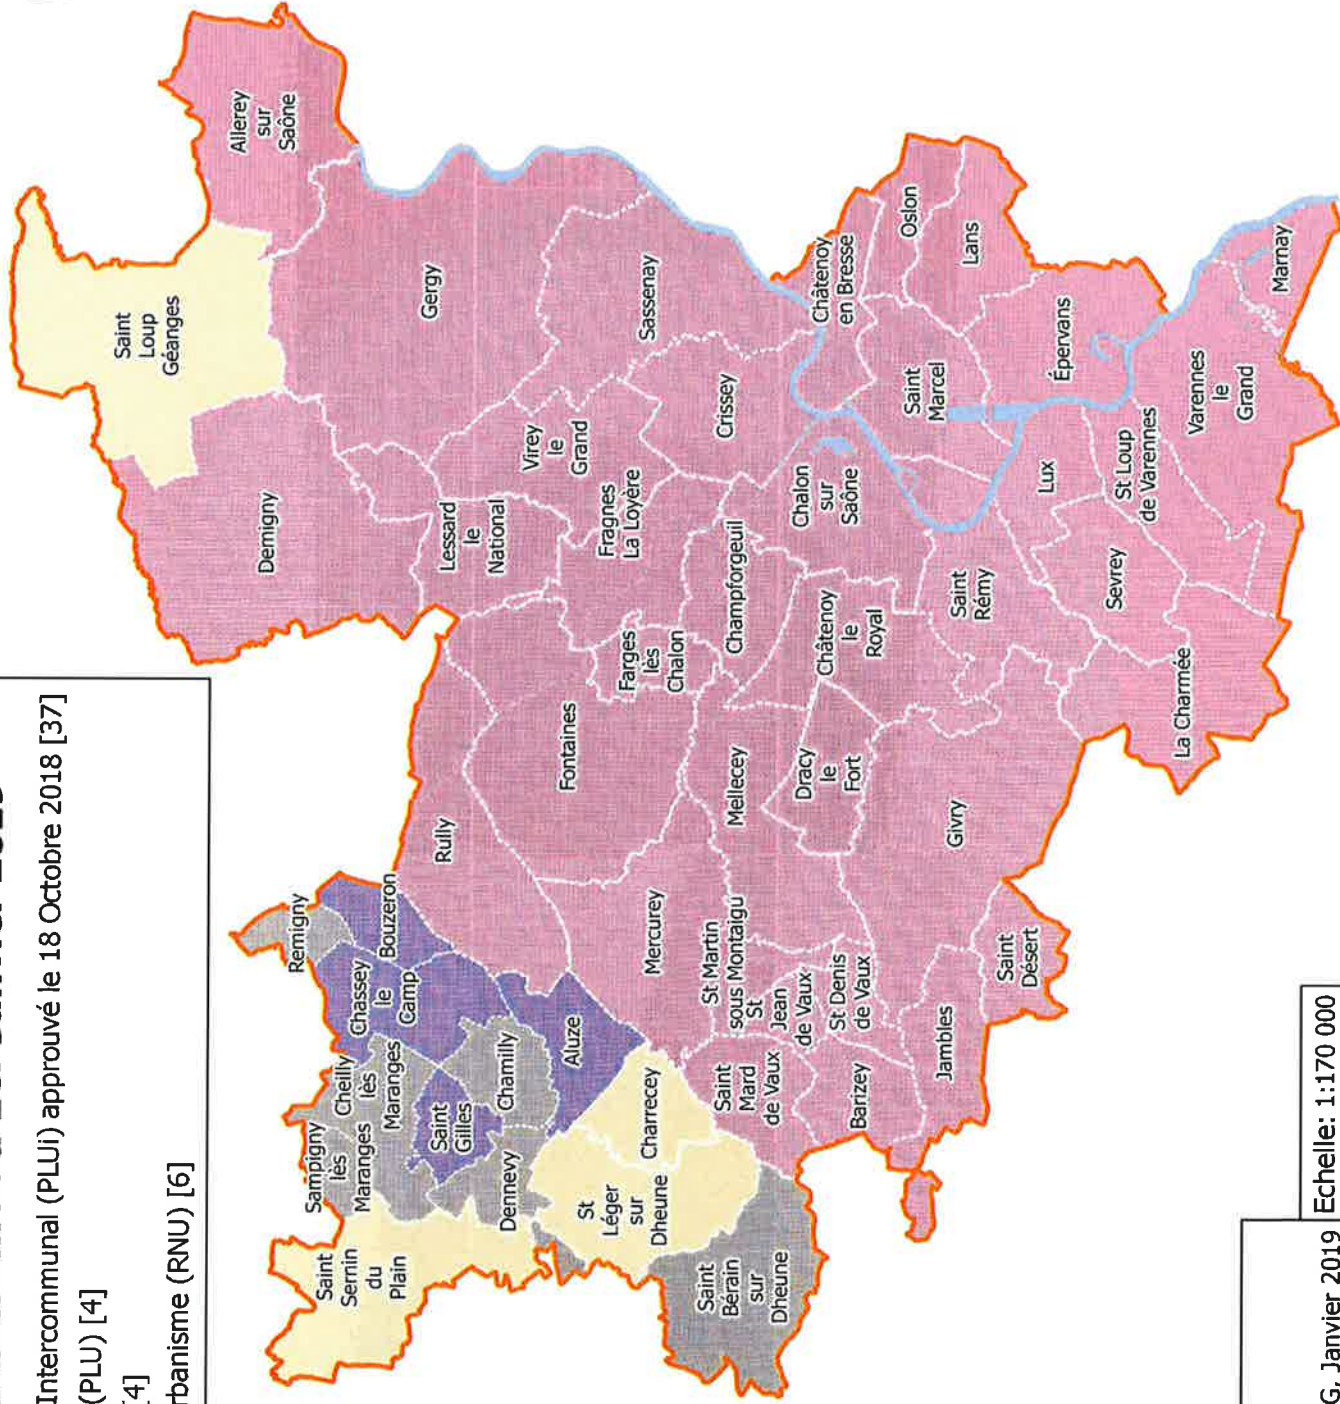 Intercommunal (PLUi) approuvé le 18 Octobre 2018 [37]
(PLU) [4]
[4]
rbanisme (RNU) [6]
Saint
Loup
Géanges
Allerey
sur
Saône
Demigny
Gergy
Lessard
le
National
Virey
le
Grand
Sassenay
Fragnes
La Loyère
Crissey
Rully
Fontaines
Farges
lès
Chalon
Champforgeuil
Chalon
sur
Saône
Châtenoy
en Bresse
Oslon
Lans
Saint
Marcel
Épervans
Châtenoy
le
Royal
Saint
Rémy
Lux
St Loup
de Varennes
Varennes
le
Grand
Marnay
Sevrey
La Charmée
Mellecey
Dracy
le
Fort
Givry
Mercurey
St Martin
sous Montaigu
St
Jean
de Vaux
St Denis
de Vaux
Saint
Mard
de Vaux
Barizey
Jambles
Saint
Désert
Remigny
Bouzeron
Chassey
le
Camp
Cheilly
lès
Maranges
Sampigny
lès
Maranges
Saint
Gilles
Chamilly
Aluze
Dennevy
Charrecey
St
Léger
sur
Dheune
Saint
Sernin
du
Plain
Saint
Bérain
sur
Dheune
G, Janvier 2019
Echelle: 1:170 000